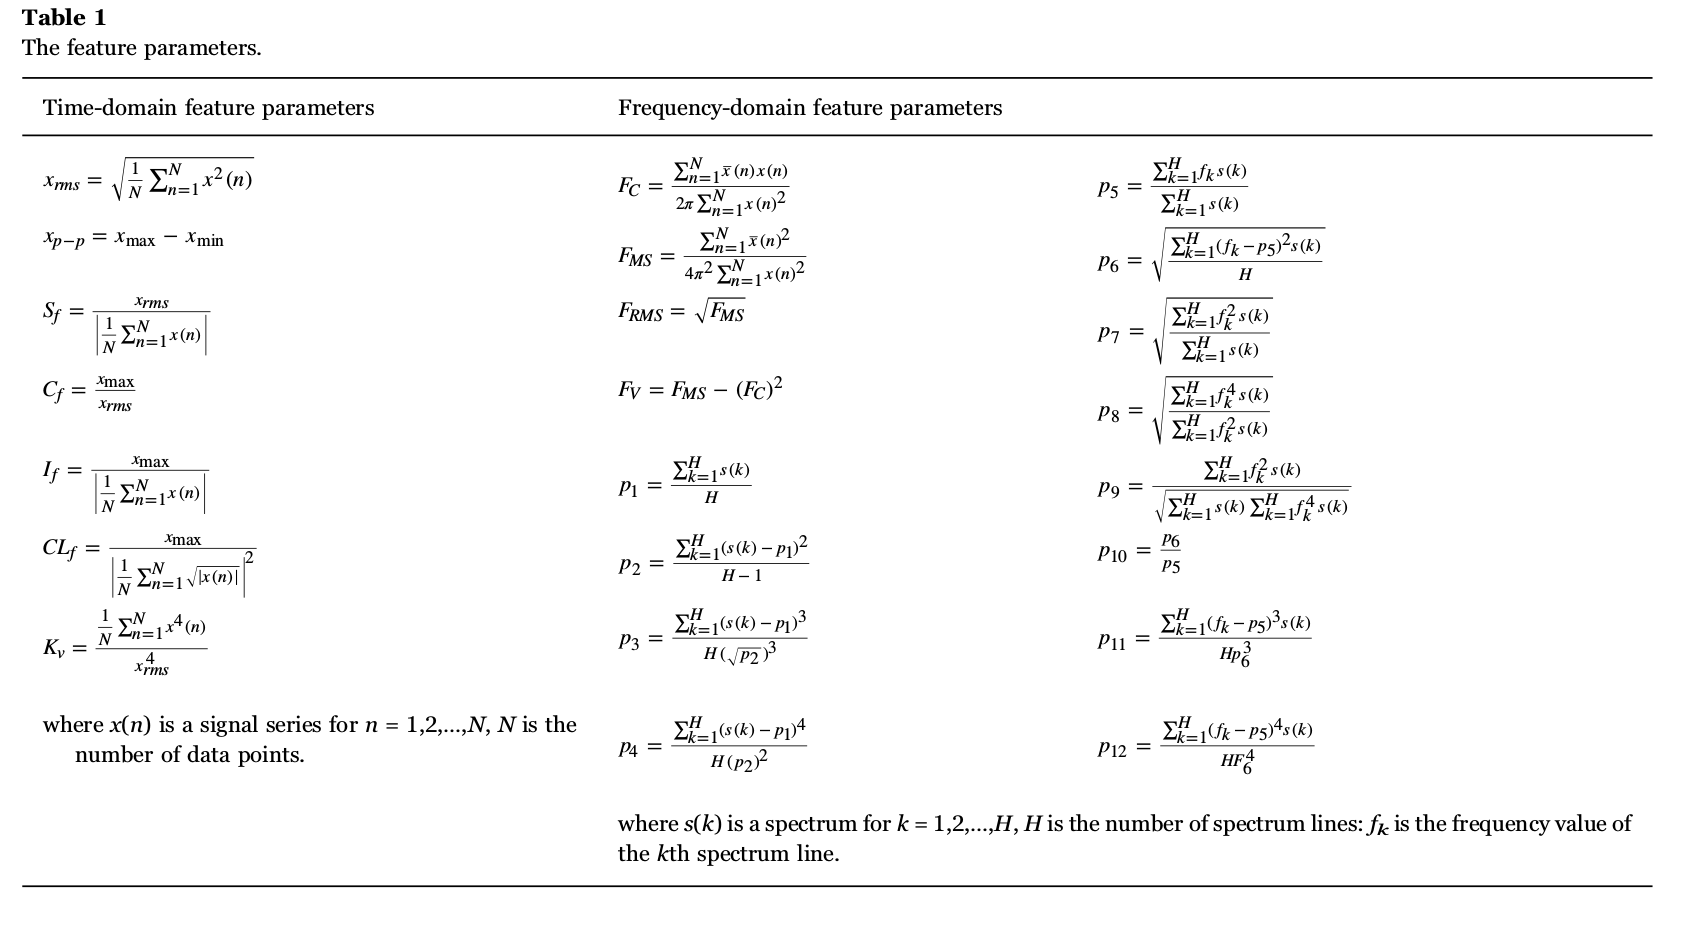 Table 1
The feature parameters.
Time-domain feature parameters
Frequency-domain feature parameters
x_{rms} = \sqrt{\frac{1}{N} \sum_{n=1}^{N} x^2(n)}
F_C = \frac{\sum_{n=1}^{N} \bar{x}(n) x(n)}{2\pi \sum_{n=1}^{N} x(n)^2}
p_5 = \frac{\sum_{k=1}^{H} f_k s(k)}{\sum_{k=1}^{H} s(k)}
x_{p-p} = x_{\max} - x_{\min}
F_{MS} = \frac{\sum_{n=1}^{N} \bar{x}(n)^2}{4\pi^2 \sum_{n=1}^{N} x(n)^2}
p_6 = \sqrt{\frac{\sum_{k=1}^{H} (f_k - p_5)^2 s(k)}{H}}
S_f = \frac{x_{rms}}{\left| \frac{1}{N} \sum_{n=1}^{N} x(n) \right|}
F_{RMS} = \sqrt{F_{MS}}
p_7 = \sqrt{\frac{\sum_{k=1}^{H} f_k^2 s(k)}{\sum_{k=1}^{H} s(k)}}
C_f = \frac{x_{\max}}{x_{rms}}
F_V = F_{MS} - (F_C)^2
p_8 = \sqrt{\frac{\sum_{k=1}^{H} f_k^4 s(k)}{\sum_{k=1}^{H} f_k^2 s(k)}}
I_f = \frac{x_{\max}}{\left| \frac{1}{N} \sum_{n=1}^{N} x(n) \right|}
p_1 = \frac{\sum_{k=1}^{H} s(k)}{H}
p_9 = \frac{\sum_{k=1}^{H} f_k^2 s(k)}{\sqrt{\sum_{k=1}^{H} s(k) \sum_{k=1}^{H} f_k^4 s(k)}}
CL_f = \frac{x_{\max}}{\left| \frac{1}{N} \sum_{n=1}^{N} \sqrt{|x(n)|} \right|^2}
p_2 = \frac{\sum_{k=1}^{H} (s(k) - p_1)^2}{H - 1}
p_{10} = \frac{p_6}{p_5}
K_v = \frac{\frac{1}{N} \sum_{n=1}^{N} x^4(n)}{x_{rms}^4}
p_3 = \frac{\sum_{k=1}^{H} (s(k) - p_1)^3}{H(\sqrt{p_2})^3}
p_{11} = \frac{\sum_{k=1}^{H} (f_k - p_5)^3 s(k)}{H p_6^3}
where x(n) is a signal series for n = 1,2,...,N, N is the
number of data points.
p_4 = \frac{\sum_{k=1}^{H} (s(k) - p_1)^4}{H(p_2)^2}
p_{12} = \frac{\sum_{k=1}^{H} (f_k - p_5)^4 s(k)}{H F_6^4}
where s(k) is a spectrum for k = 1,2,...,H, H is the number of spectrum lines: f_k is the frequency value of
the kth spectrum line.